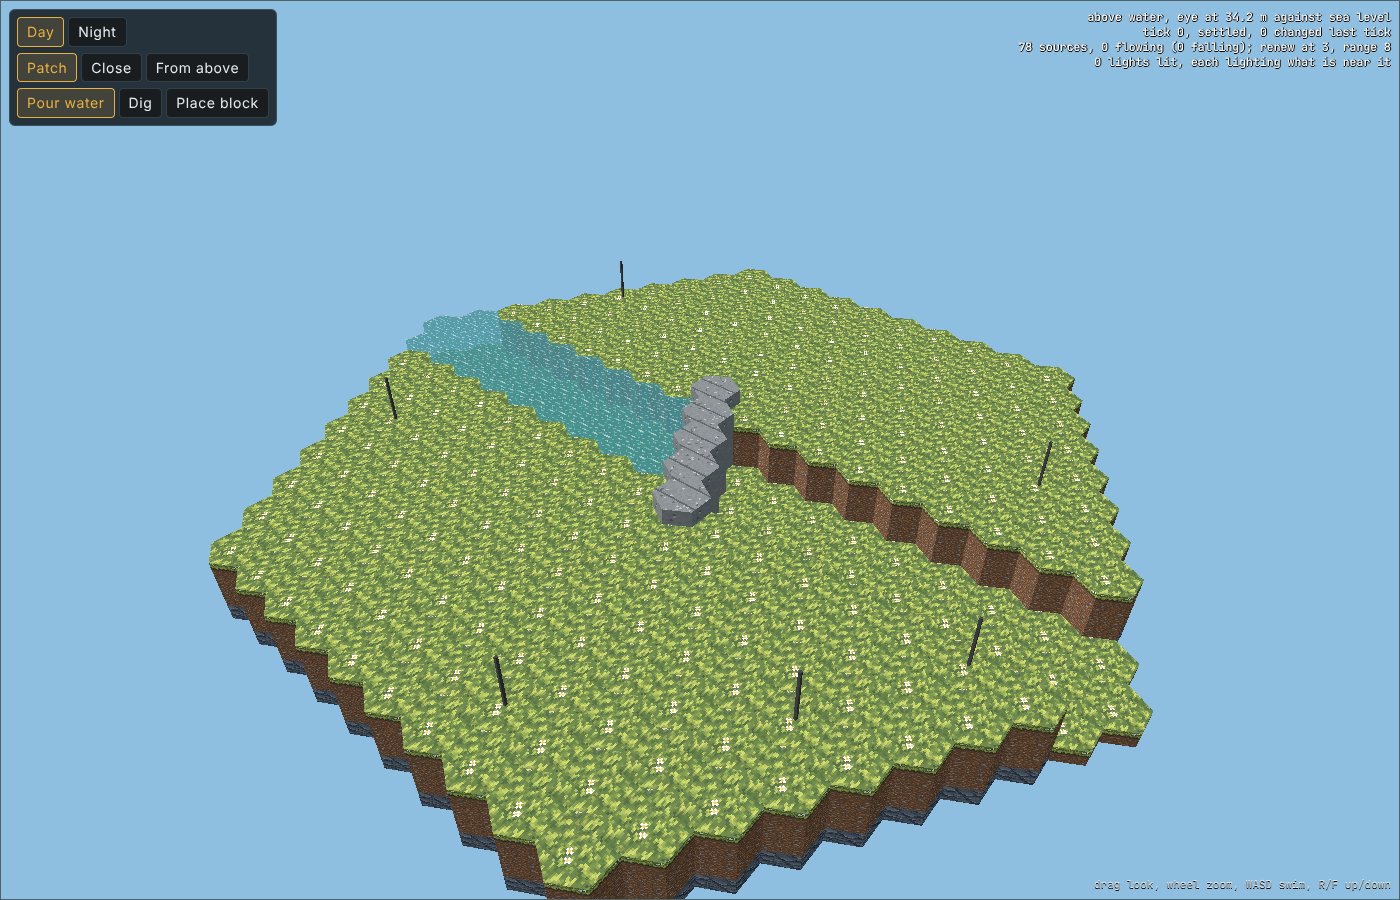 Day Night
Patch Close From above
Pour water Dig Place block
above water, eye at 34.2 m against sea level
tick 0, settled, 0 changed last tick
78 sources, 0 flowing (0 falling); renew at 3, range 8
0 lights lit, each lighting what is near it
drag look, wheel zoom, WASD swim, R/F up/down